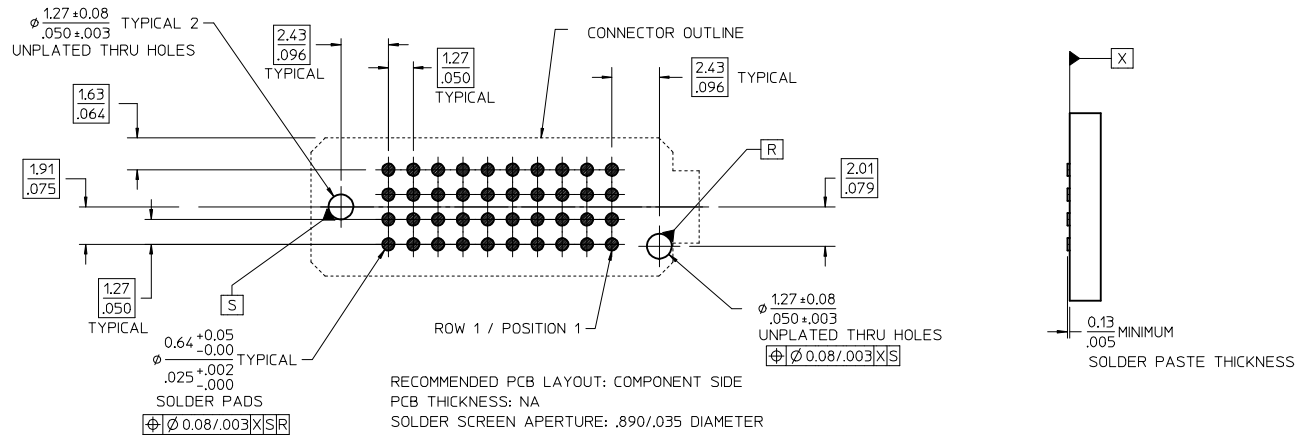 ⌀ 1.27 ±0.08 TYPICAL 2
.050 ±.003
UNPLATED THRU HOLES
2.43
.096
TYPICAL
1.27
.050
TYPICAL
CONNECTOR OUTLINE
2.43 TYPICAL
.096
X
1.63
.064
R
1.91
.075
2.01
.079
1.27
.050
TYPICAL
S
ROW 1 / POSITION 1
⌀ 1.27 ±0.08
.050 ±.003
UNPLATED THRU HOLES
⌖ ⌀ 0.08/.003 X S
0.13 MINIMUM
.005
SOLDER PASTE THICKNESS
⌀ 0.64 +0.05 -0.00 TYPICAL
.025 +.002 -.000
SOLDER PADS
⌖ ⌀ 0.08/.003 X S R
RECOMMENDED PCB LAYOUT: COMPONENT SIDE
PCB THICKNESS: NA
SOLDER SCREEN APERTURE: .890/.035 DIAMETER